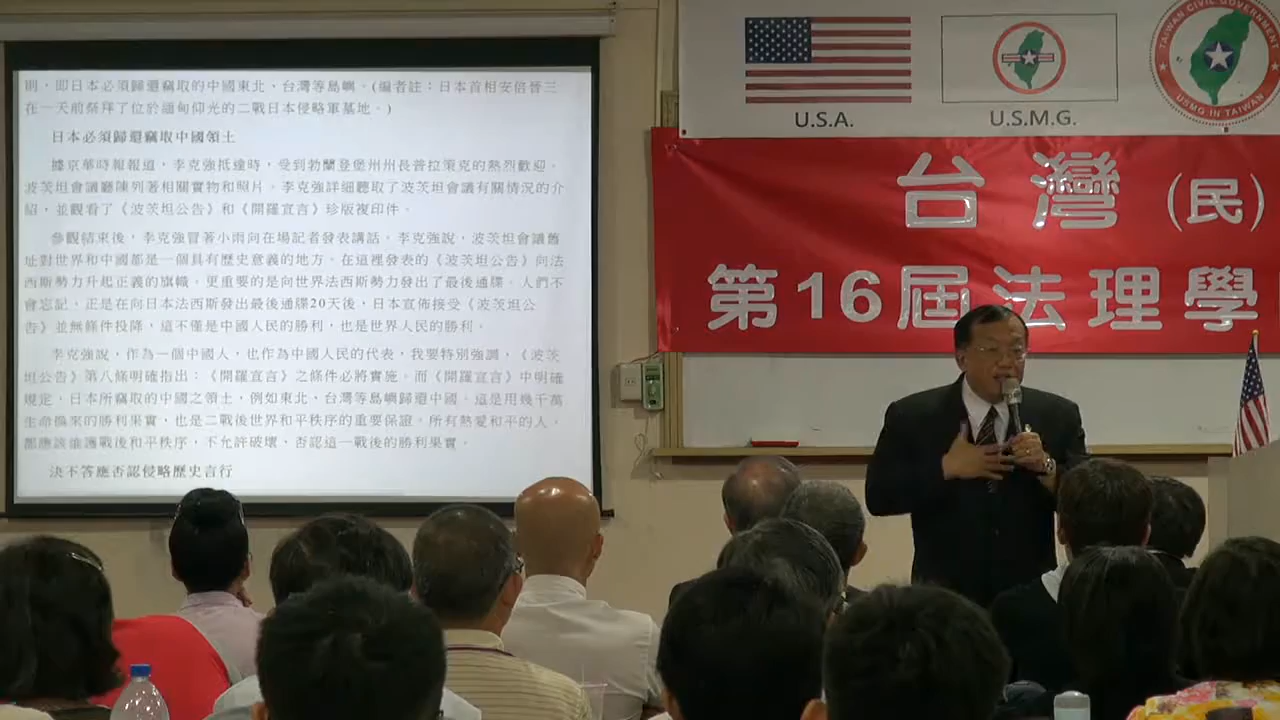 則，即日本必須歸還竊取的中國東北、台灣等島嶼。(編者註：日本首相安倍晉三
在一天前祭拜了位於緬甸仰光的二戰日本侵略軍墓地。)
日本必須歸還竊取中國領土
據京華時報報道，李克強抵達時，受到勃蘭登堡州州長普拉策克的熱烈歡迎。
波茨坦會議廳陳列著相關實物和照片。李克強詳細聽取了波茨坦會議有關情況的介
紹，並觀看了《波茨坦公告》和《開羅宣言》珍版復印件。
參觀結束後，李克強冒著小雨向在場記者發表講話。李克強說，波茨坦會議舊
址對世界和中國都是一個具有歷史意義的地方。在這裡發表的《波茨坦公告》向法
西斯勢力升起正義的旗幟，更重要的是向世界法西斯勢力發出了最後通牒。人們不
會忘記，正是在向日本法西斯發出最後通牒20天後，日本宣佈接受《波茨坦公
告》並無條件投降，這不僅是中國人民的勝利，也是世界人民的勝利。
李克強說，作為一個中國人，也作為中國人民的代表，我要特別強調，《波茨
坦公告》第八條明確指出：《開羅宣言》之條件必將實施。而《開羅宣言》中明確
規定，日本所竊取的中國之領土，例如東北、台灣等島嶼歸還中國。這是用幾千萬
生命換來的勝利果實，也是二戰後世界和平秩序的重要保證。所有熱愛和平的人，
都應該維護戰後和平秩序，不允許破壞、否認這一戰後的勝利果實。
決不答應否認侵略歷史言行
U.S.A.
U.S.M.G.
TAIWAN CIVIL GOVERNMENT
USMG IN TAIWAN
台灣(民)
第16屆法理學